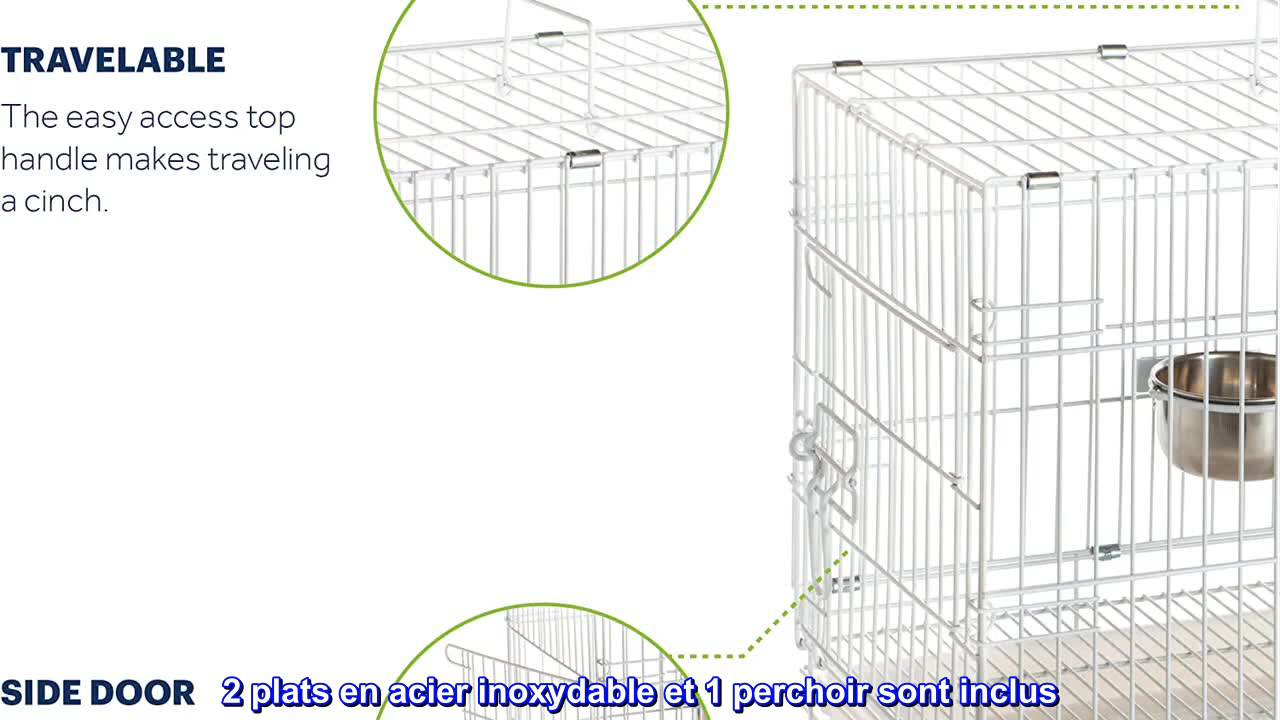 TRAVELABLE
The easy access top
handle makes traveling
a cinch.
SIDE DOOR
2 plats en acier inoxydable et 1 perchoir sont inclus